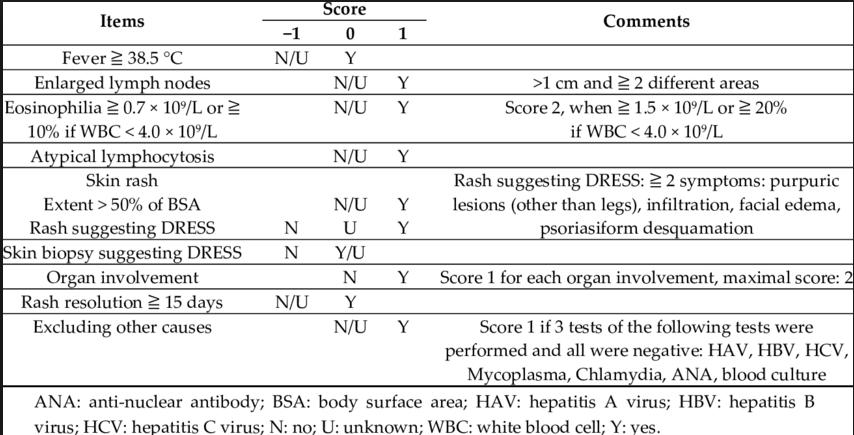 Items Score Comments
−1 0 1
Fever ≧ 38.5 °C N/U Y
Enlarged lymph nodes N/U Y >1 cm and ≧ 2 different areas
Eosinophilia ≧ 0.7 × 10⁹/L or ≧ N/U Y Score 2, when ≧ 1.5 × 10⁹/L or ≧ 20%
10% if WBC < 4.0 × 10⁹/L if WBC < 4.0 × 10⁹/L
Atypical lymphocytosis N/U Y
Skin rash Rash suggesting DRESS: ≧ 2 symptoms: purpuric
Extent > 50% of BSA N/U Y lesions (other than legs), infiltration, facial edema,
Rash suggesting DRESS N U Y psoriasiform desquamation
Skin biopsy suggesting DRESS N Y/U
Organ involvement N Y Score 1 for each organ involvement, maximal score: 2
Rash resolution ≧ 15 days N/U Y
Excluding other causes N/U Y Score 1 if 3 tests of the following tests were
performed and all were negative: HAV, HBV, HCV,
Mycoplasma, Chlamydia, ANA, blood culture
ANA: anti-nuclear antibody; BSA: body surface area; HAV: hepatitis A virus; HBV: hepatitis B
virus; HCV: hepatitis C virus; N: no; U: unknown; WBC: white blood cell; Y: yes.